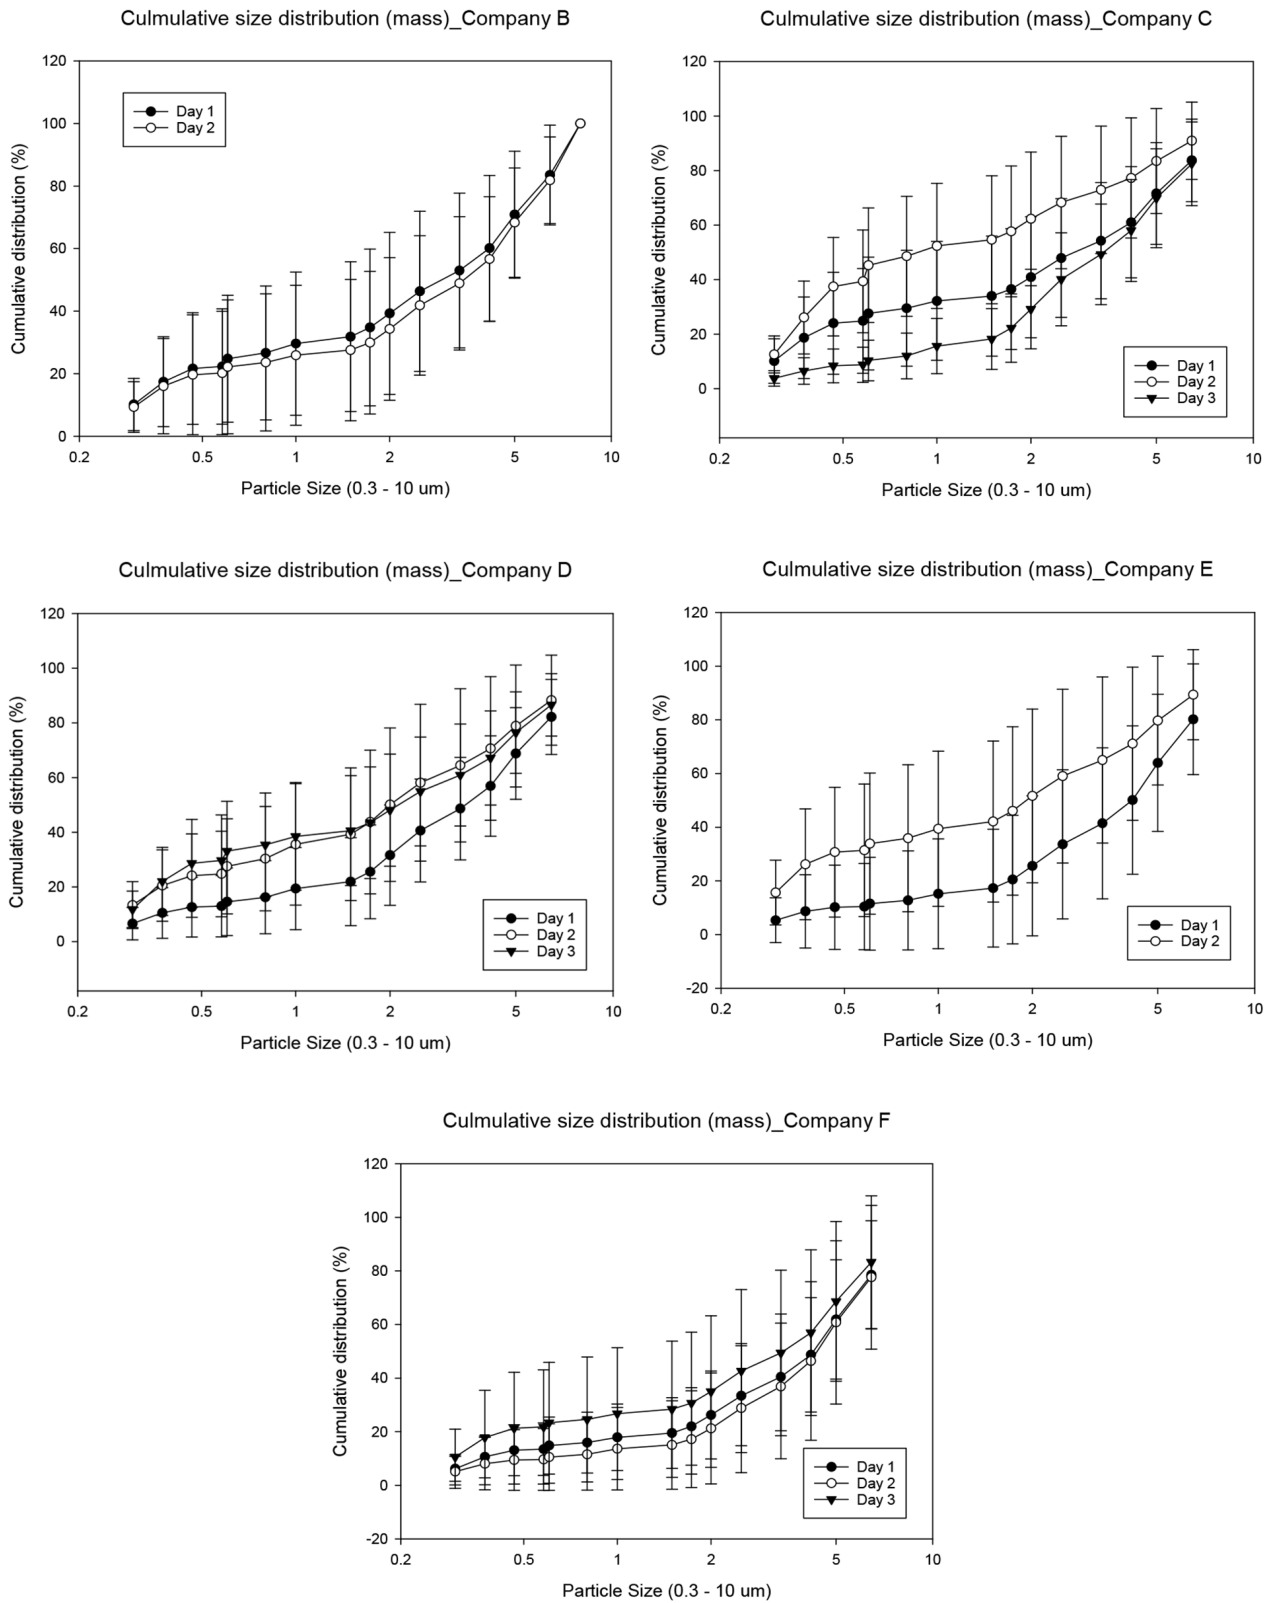 Culmulative size distribution (mass)_Company B
120
100
80
60
40
20
0
Cumulative distribution (%)
Day 1
Day 2
0.2 0.5 1 2 5 10
Particle Size (0.3 - 10 um)
Culmulative size distribution (mass)_Company C
120
100
80
60
40
20
0
Cumulative distribution (%)
Day 1
Day 2
Day 3
0.2 0.5 1 2 5 10
Particle Size (0.3 - 10 um)
Culmulative size distribution (mass)_Company D
120
100
80
60
40
20
0
Cumulative distribution (%)
Day 1
Day 2
Day 3
0.2 0.5 1 2 5 10
Particle Size (0.3 - 10 um)
Culmulative size distribution (mass)_Company E
120
100
80
60
40
20
0
-20
Cumulative distribution (%)
Day 1
Day 2
0.2 0.5 1 2 5 10
Particle Size (0.3 - 10 um)
Culmulative size distribution (mass)_Company F
120
100
80
60
40
20
0
-20
Cumulative distribution (%)
Day 1
Day 2
Day 3
0.2 0.5 1 2 5 10
Particle Size (0.3 - 10 um)